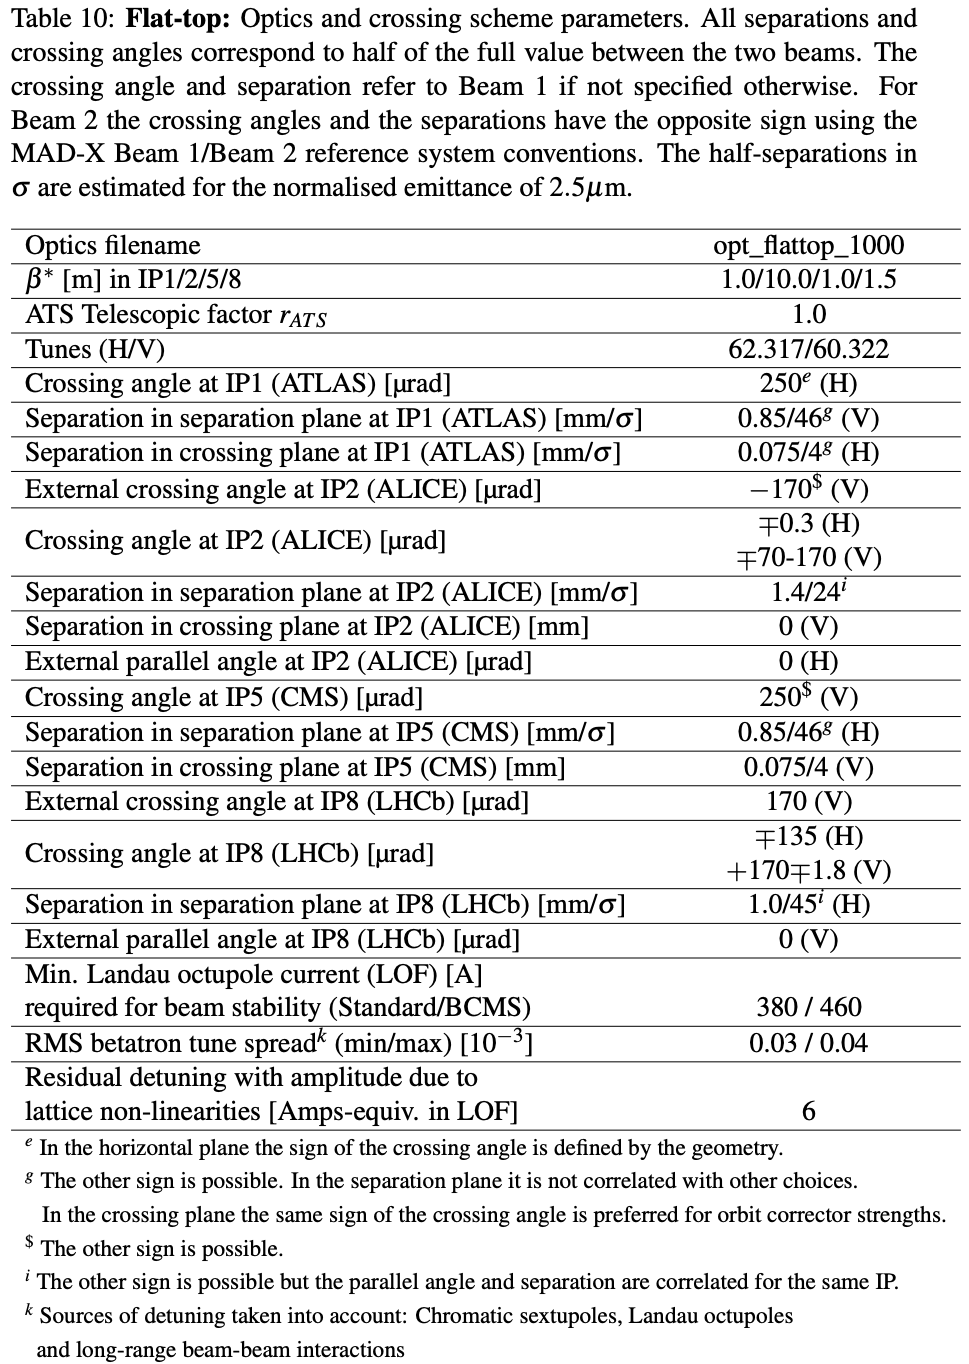 Table 10: Flat-top: Optics and crossing scheme parameters. All separations and
crossing angles correspond to half of the full value between the two beams. The
crossing angle and separation refer to Beam 1 if not specified otherwise. For
Beam 2 the crossing angles and the separations have the opposite sign using the
MAD-X Beam 1/Beam 2 reference system conventions. The half-separations in
σ are estimated for the normalised emittance of 2.5μm.
Optics filename opt_flattop_1000
β* [m] in IP1/2/5/8 1.0/10.0/1.0/1.5
ATS Telescopic factor r_ATS 1.0
Tunes (H/V) 62.317/60.322
Crossing angle at IP1 (ATLAS) [μrad] 250^e (H)
Separation in separation plane at IP1 (ATLAS) [mm/σ] 0.85/46^g (V)
Separation in crossing plane at IP1 (ATLAS) [mm/σ] 0.075/4^g (H)
External crossing angle at IP2 (ALICE) [μrad] −170^$ (V)
Crossing angle at IP2 (ALICE) [μrad] ∓0.3 (H)
∓70-170 (V)
Separation in separation plane at IP2 (ALICE) [mm/σ] 1.4/24^i
Separation in crossing plane at IP2 (ALICE) [mm] 0 (V)
External parallel angle at IP2 (ALICE) [μrad] 0 (H)
Crossing angle at IP5 (CMS) [μrad] 250^$ (V)
Separation in separation plane at IP5 (CMS) [mm/σ] 0.85/46^g (H)
Separation in crossing plane at IP5 (CMS) [mm] 0.075/4 (V)
External crossing angle at IP8 (LHCb) [μrad] 170 (V)
Crossing angle at IP8 (LHCb) [μrad] ∓135 (H)
+170∓1.8 (V)
Separation in separation plane at IP8 (LHCb) [mm/σ] 1.0/45^i (H)
External parallel angle at IP8 (LHCb) [μrad] 0 (V)
Min. Landau octupole current (LOF) [A]
required for beam stability (Standard/BCMS) 380 / 460
RMS betatron tune spread^k (min/max) [10^−3] 0.03 / 0.04
Residual detuning with amplitude due to
lattice non-linearities [Amps-equiv. in LOF] 6
^e In the horizontal plane the sign of the crossing angle is defined by the geometry.
^g The other sign is possible. In the separation plane it is not correlated with other choices.
In the crossing plane the same sign of the crossing angle is preferred for orbit corrector strengths.
^$ The other sign is possible.
^i The other sign is possible but the parallel angle and separation are correlated for the same IP.
^k Sources of detuning taken into account: Chromatic sextupoles, Landau octupoles
and long-range beam-beam interactions